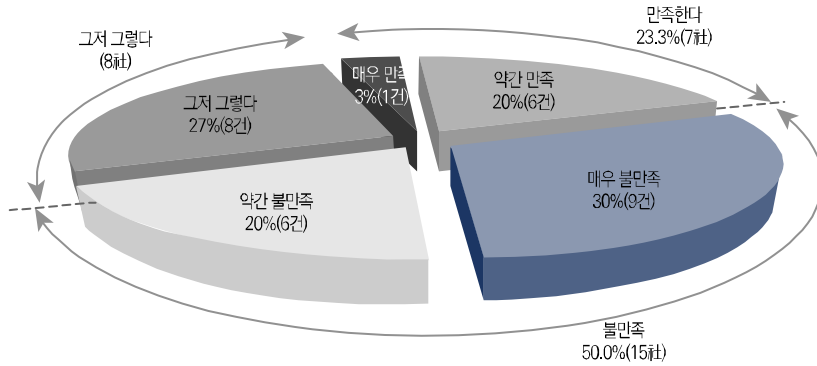 그저 그렇다
(8社)
만족한다
23.3%(7社)
매우 만족
3%(1건)
약간 만족
20%(6건)
그저 그렇다
27%(8건)
매우 불만족
30%(9건)
약간 불만족
20%(6건)
불만족
50.0%(15社)